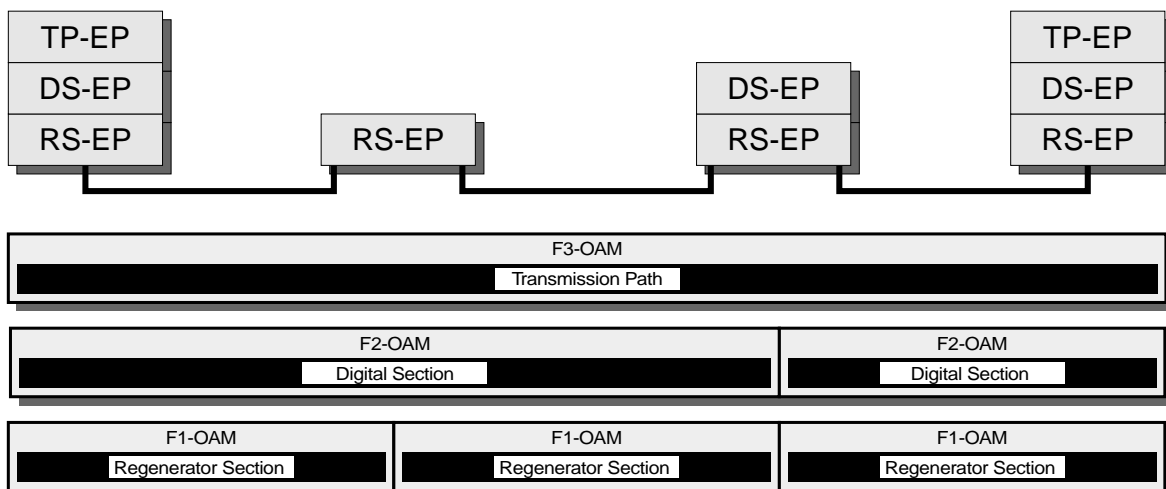 TP-EP TP-EP
DS-EP DS-EP DS-EP
RS-EP RS-EP RS-EP RS-EP
F3-OAM
Transmission Path
F2-OAM F2-OAM
Digital Section Digital Section
F1-OAM F1-OAM F1-OAM
Regenerator Section Regenerator Section Regenerator Section